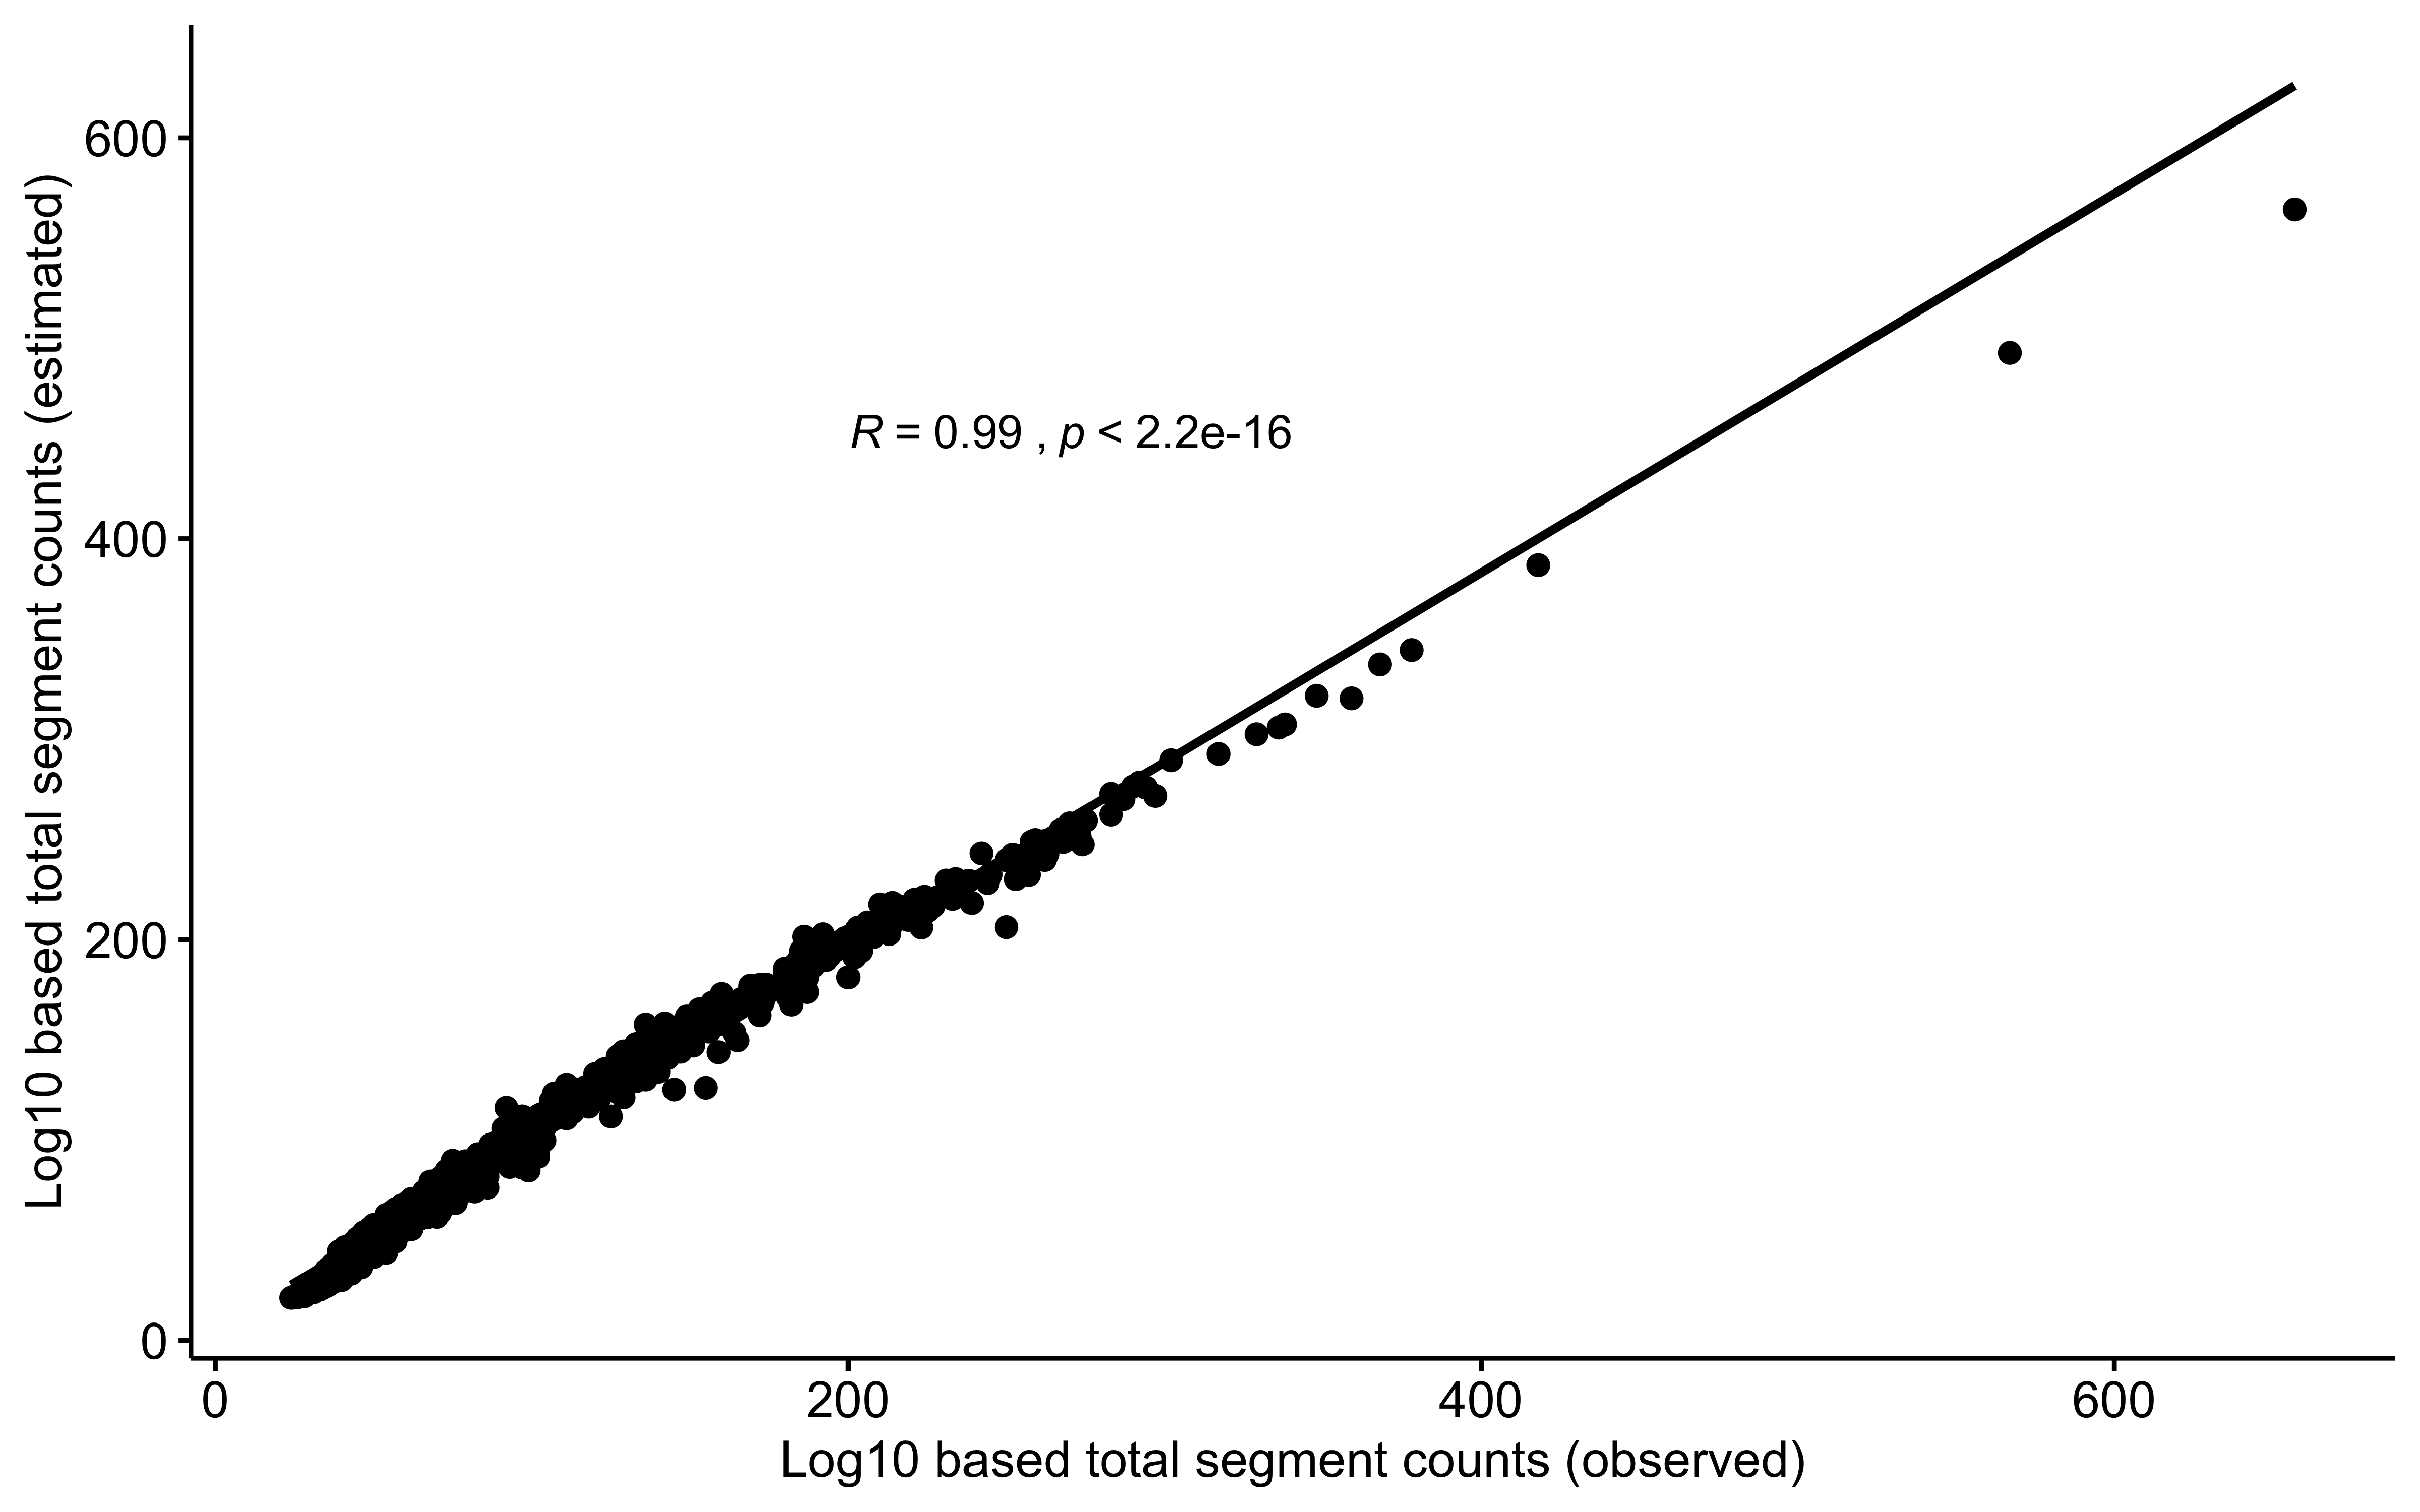 600
400
200
0
Log10 based total segment counts (estimated)
R = 0.99 , p < 2.2e-16
0 200 400 600
Log10 based total segment counts (observed)